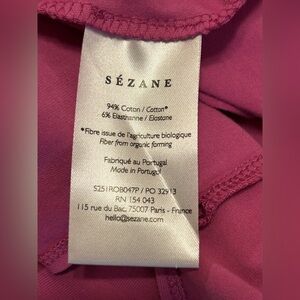 SÉZANE
94% Coton / Cotton*
6% Elasthanne / Elastane
*Fibre issue de l'agriculture biologique
Fiber from organic farming
Fabriqué au Portugal
Made in Portugal
S251ROB047P / PO 32913
RN 154 043
115 rue du Bac, 75007 Paris - France
hello@sezane.com